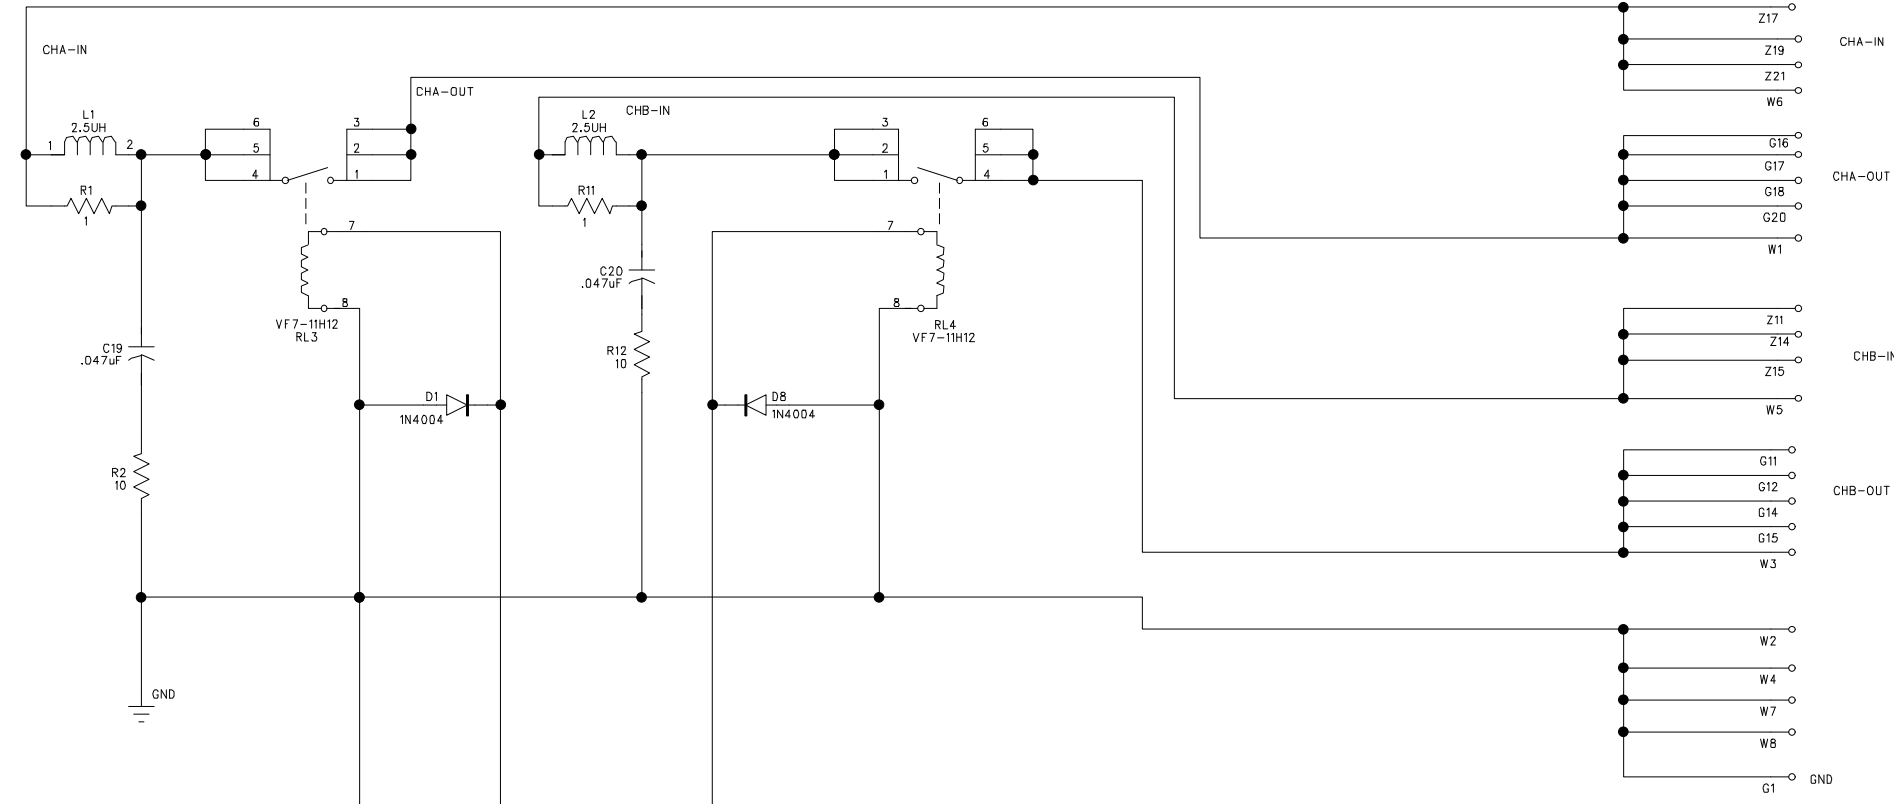 Z17
CHA-IN
CHA-IN
Z19
Z21
CHA-OUT
W6
CHB-IN
L1
2.5UH
L2
2.5UH
6
3
3
6
1
2
5
2
2
5
G16
4
1
1
4
G17
R1
1
R11
1
CHA-OUT
G18
G20
7
7
W1
C20
.047uF
8
8
VF7-11H12
RL3
RL4
VF7-11H12
Z11
Z14
C19
.047uF
R12
10
CHB-IN
Z15
D1
1N4004
D8
1N4004
W5
G11
R2
10
G12
CHB-OUT
G14
G15
W3
W2
W4
GND
W7
W8
GND
G1